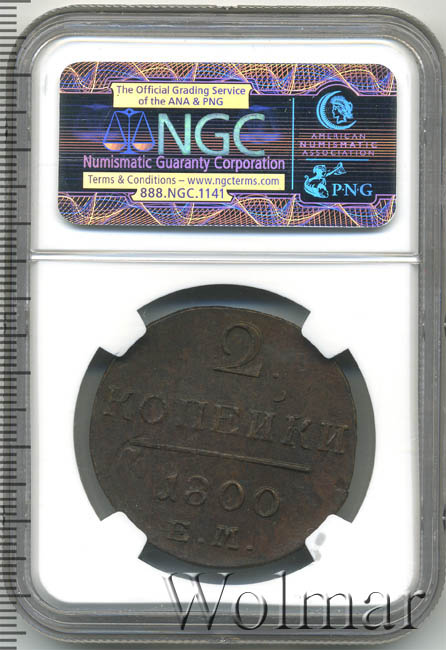 The Official Grading Service
of the ANA & PNG
NGC
Numismatic Guaranty Corporation
Terms & Conditions – www.ngcterms.com
888.NGC.1141
AMERICAN
NUMISMATIC
ASSOCIATION
PNG
2
КОПѢЙКИ
1800
Е.М.
Wolmar